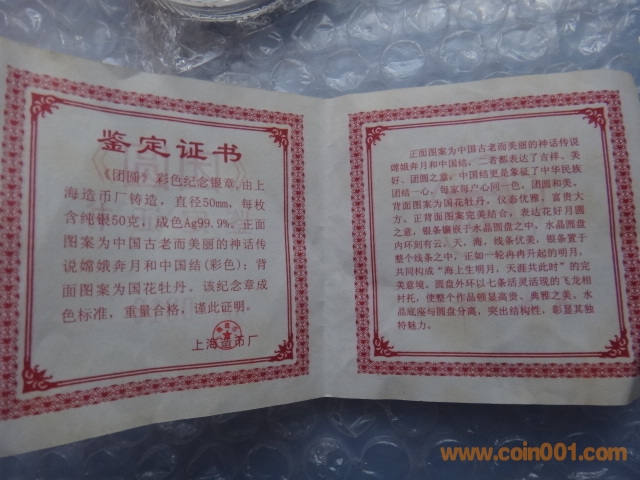 鉴定证书
《团圆》彩色纪念银章,由上
海造币厂铸造,直径50mm,每枚
含纯银50克,成色Ag99.9%。正面
图案为中国古老而美丽的神话传
说嫦娥奔月和中国结(彩色);背
面图案为国花牡丹。该纪念章成
色标准,重量合格,谨此证明。
上海造币厂
正面图案为中国古老而美丽的神话传说
嫦娥奔月和中国结,二者都表达了吉祥、美
好、团圆之意,中国结更是象征了中华民族
团结一心,每家每户心同一色,团圆和美。
背面图案为国花牡丹,仪态优雅,富贵大
方。正背面图案完美结合,表达花好月圆之
意,银章镶嵌于水晶圆盘之中,水晶圆盘
内环刻有云、天、海,线条优美,银章置于
整个线条之中,正如一轮冉冉升起的明月,
共同构成“海上生明月,天涯共此时”的完
美意境。圆盘外环以七条活灵活现的飞龙相
衬托,使整个作品顿显高贵、典雅之美,水
晶底座与圆盘分离,突出结构性,彰显其独
特魅力。
www.coin001.com